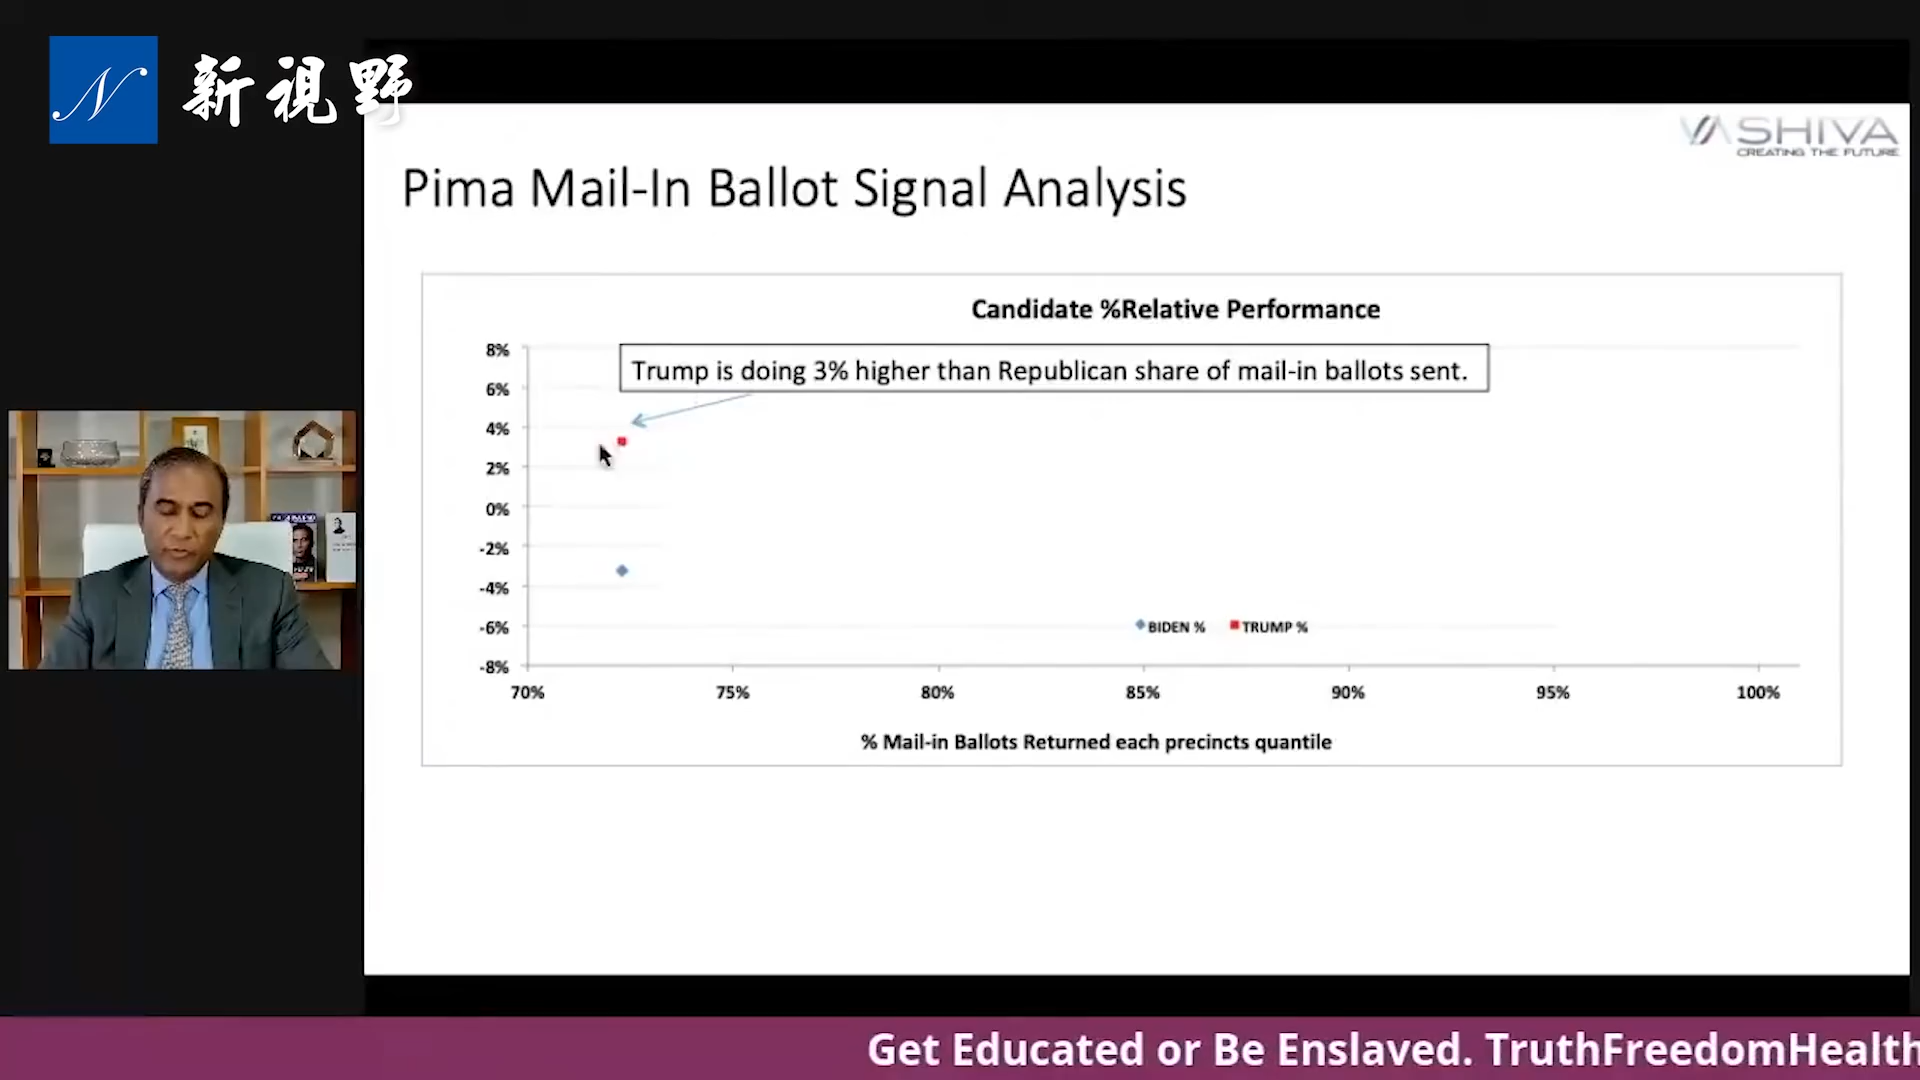 N 新視野
VA SHIVA
CREATING THE FUTURE
Pima Mail-In Ballot Signal Analysis
Candidate %Relative Performance
Trump is doing 3% higher than Republican share of mail-in ballots sent.
8%
6%
4%
2%
0%
-2%
-4%
-6%
-8%
BIDEN % TRUMP %
70% 75% 80% 85% 90% 95% 100%
% Mail-in Ballots Returned each precincts quantile
Get Educated or Be Enslaved. TruthFreedomHealth